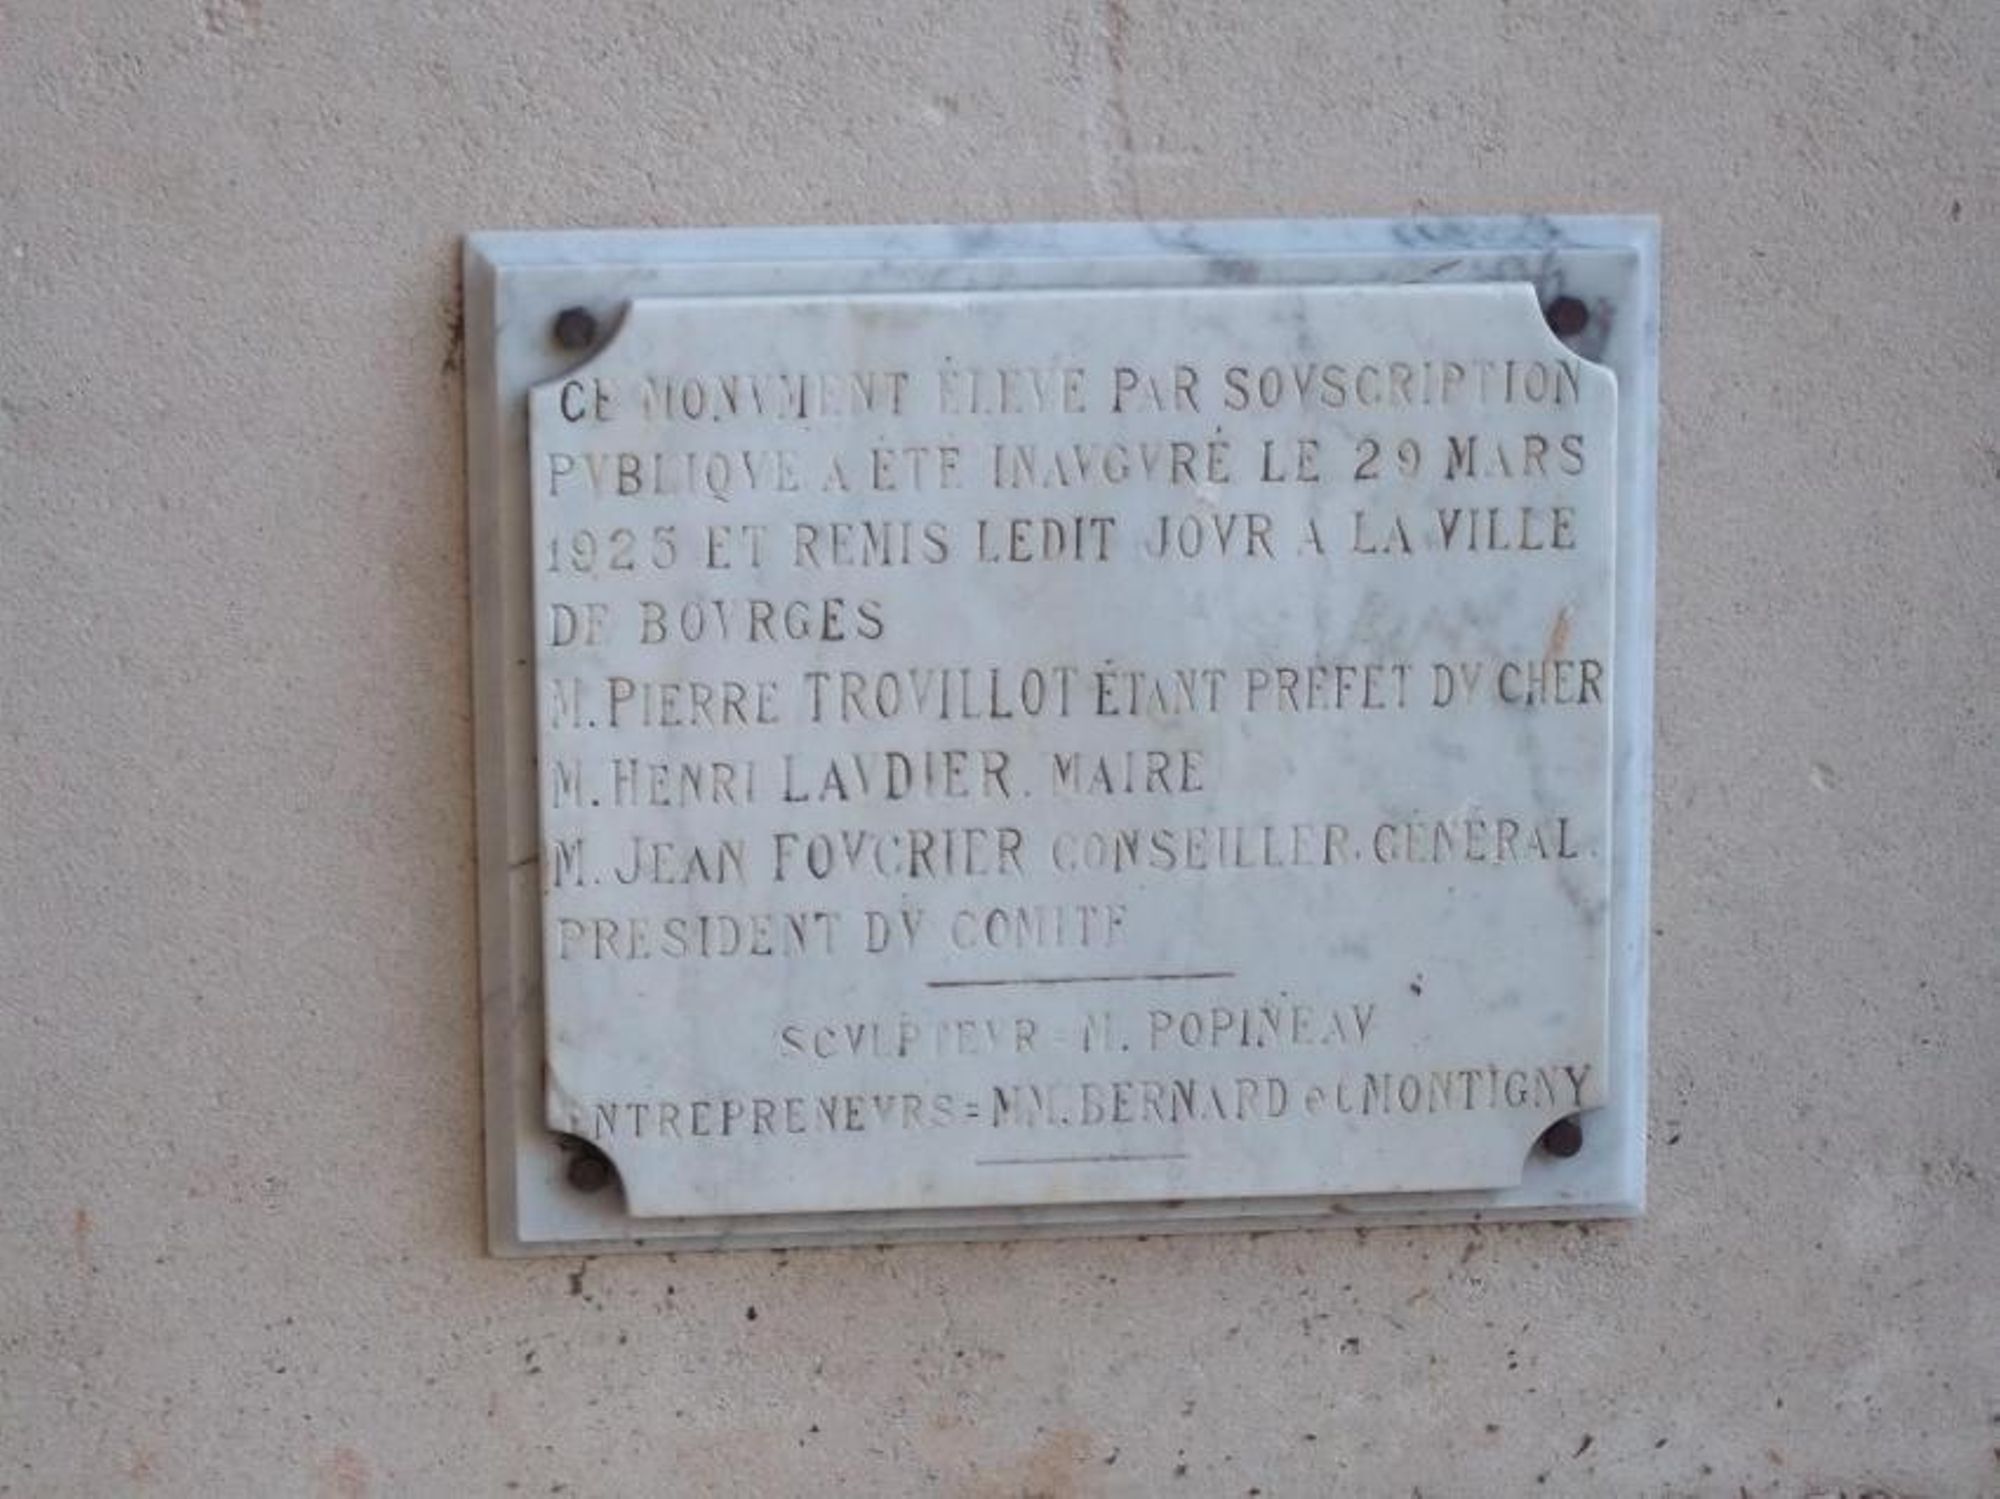 CE MONVMENT ÉLEVÉ PAR SOVSCRIPTION
PVBLIQVE A ÉTÉ INAVGVRÉ LE 29 MARS
1925 ET REMIS LEDIT JOVR A LA VILLE
DE BOVRGES
M. PIERRE TROVILLOT ÉTANT PRÉFET DV CHER
M. HENRI LAVDIER. MAIRE
M. JEAN FOVCRIER CONSEILLER. GÉNÉRAL.
PRESIDENT DV COMITE
SCVLPTEVR = M. POPINEAV
ENTREPRENEVRS = MM. BERNARD et MONTIGNY